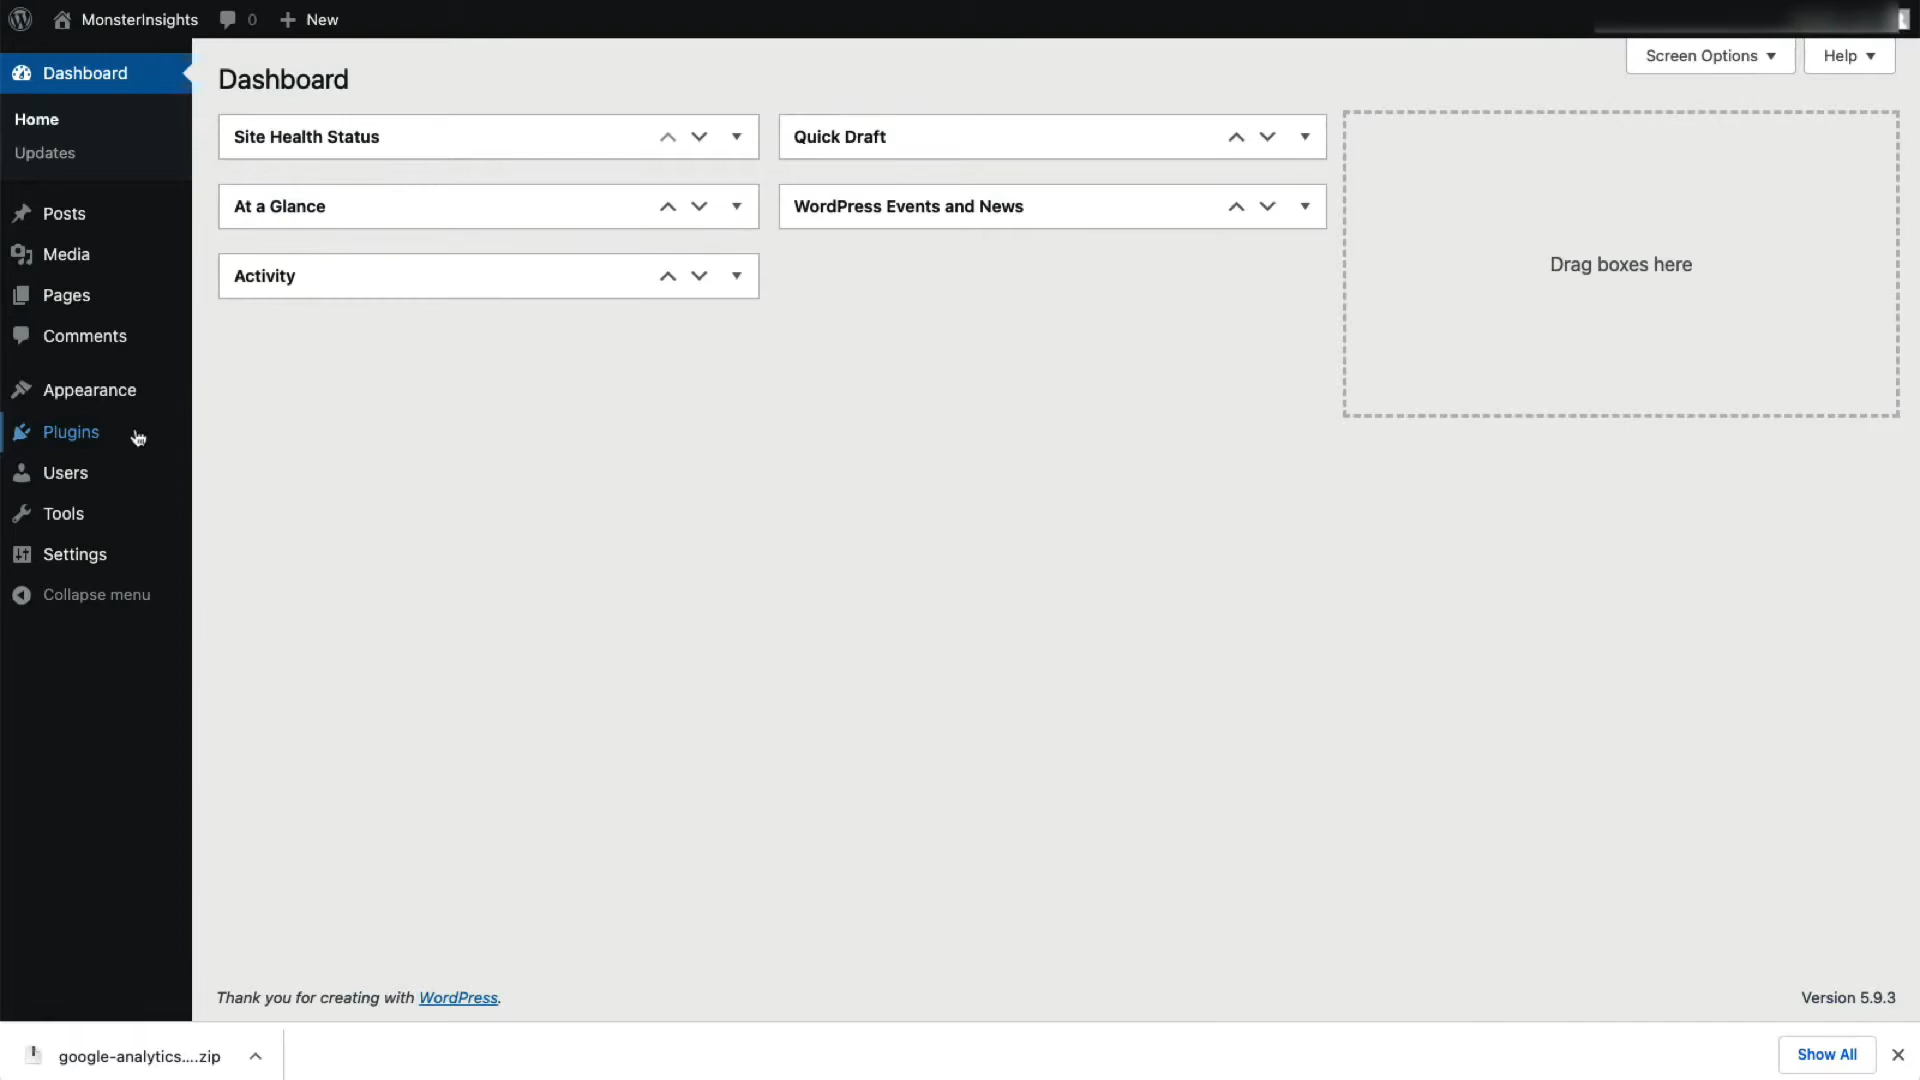 MonsterInsights 0 New
Screen Options Help
Dashboard
Home
Updates
Posts
Media
Pages
Comments
Appearance
Plugins
Users
Tools
Settings
Collapse menu
Dashboard
Site Health Status
At a Glance
Activity
Quick Draft
WordPress Events and News
Drag boxes here
Thank you for creating with WordPress.
Version 5.9.3
google-analytics....zip
Show All